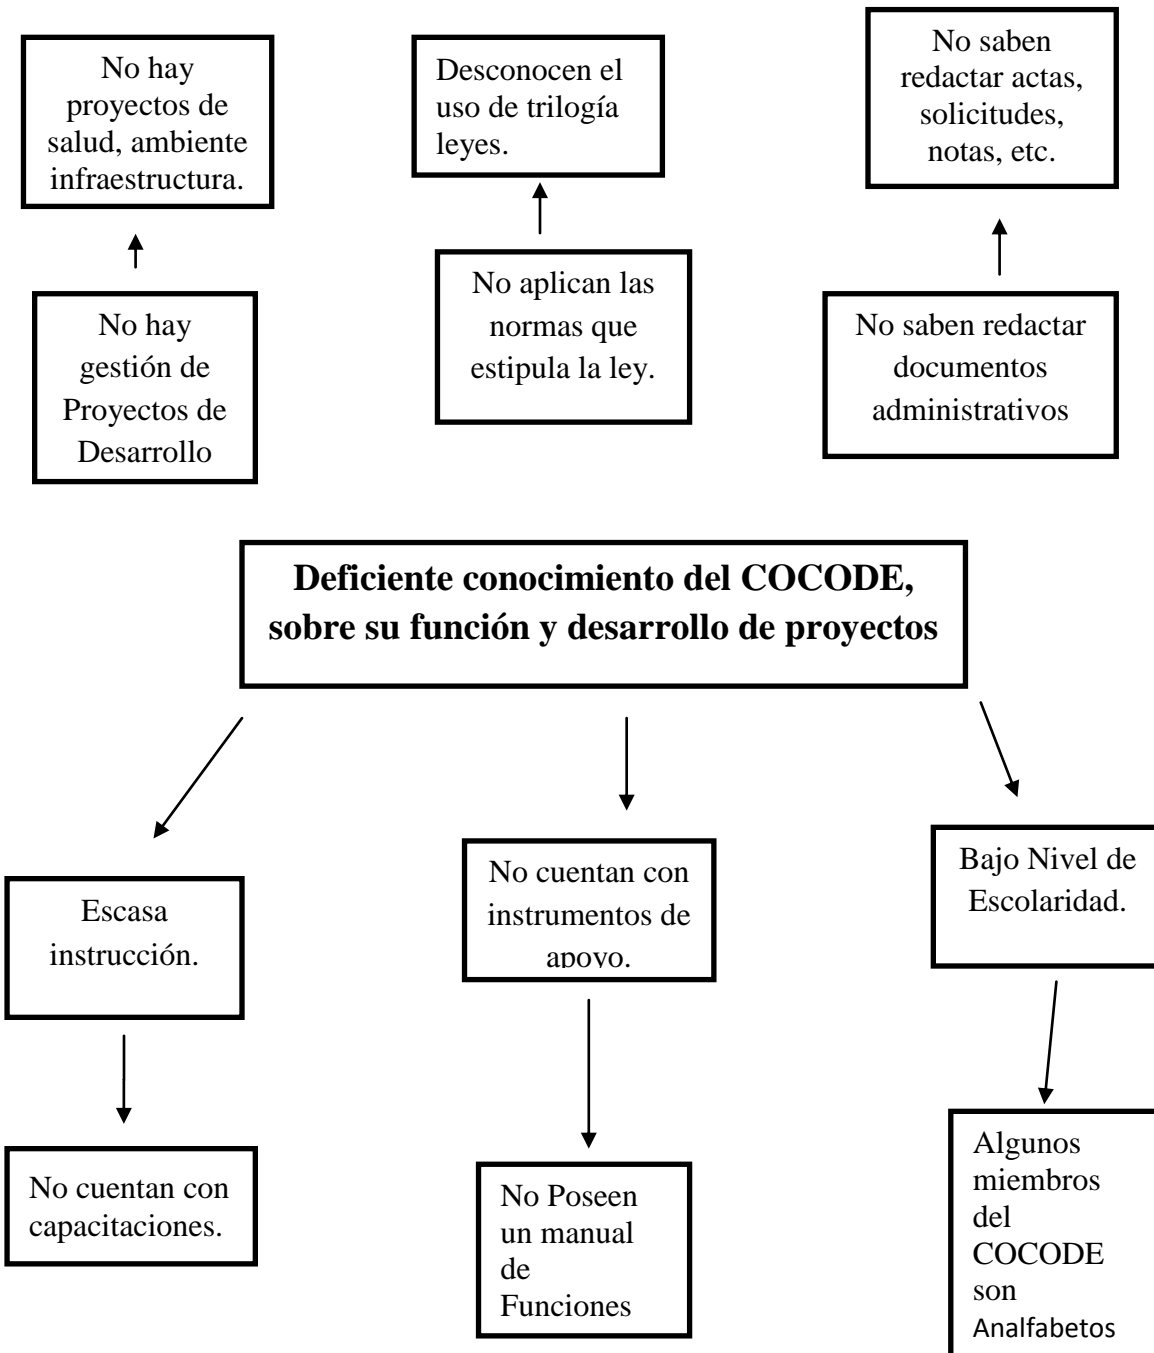 No hay
proyectos de
salud, ambiente
infraestructura.
Desconocen el
uso de trilogía
leyes.
No saben
redactar actas,
solicitudes,
notas, etc.
No hay
gestión de
Proyectos de
Desarrollo
No aplican las
normas que
estipula la ley.
No saben redactar
documentos
administrativos
Deficiente conocimiento del COCODE,
sobre su función y desarrollo de proyectos
Escasa
instrucción.
No cuentan con
instrumentos de
apoyo.
Bajo Nivel de
Escolaridad.
No cuentan con
capacitaciones.
No Poseen
un manual
de
Funciones
Algunos
miembros
del
COCODE
son
Analfabetos